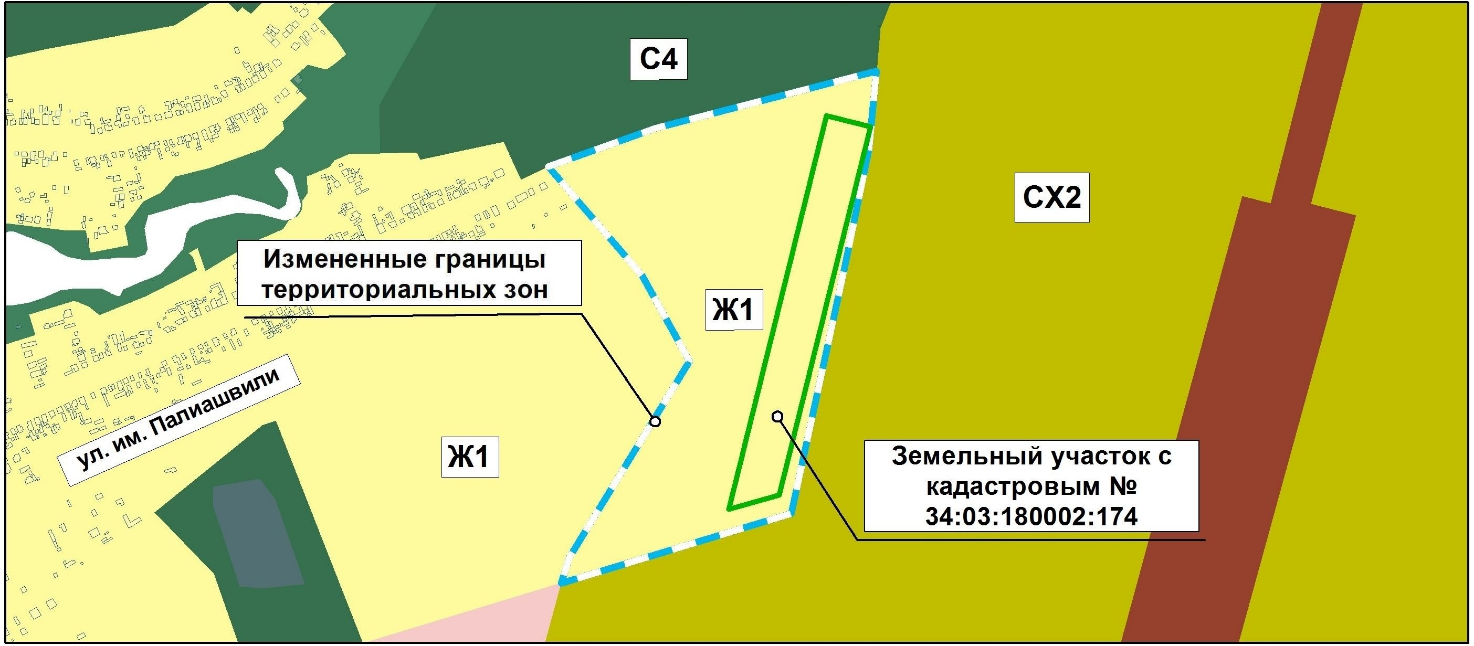 С4
СХ2
Измененные границы
территориальных зон
Ж1
ул. им. Палиашвили
Ж1
Земельный участок с
кадастровым №
34:03:180002:174